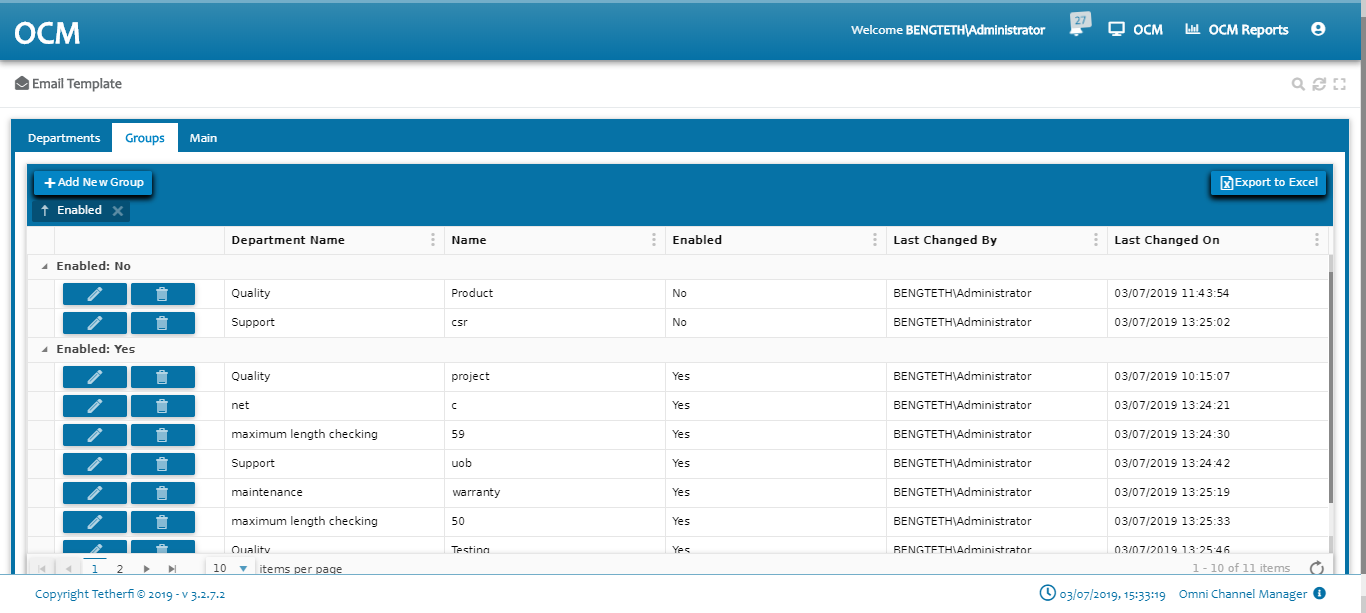 OCM Welcome BENGTETH\Administrator 27 OCM OCM Reports
Email Template
Departments Groups Main
Add New Group Export to Excel
Enabled
Department Name Name Enabled Last Changed By Last Changed On
Enabled: No
Quality Product No BENGTETH\Administrator 03/07/2019 11:43:54
Support csr No BENGTETH\Administrator 03/07/2019 13:25:02
Enabled: Yes
Quality project Yes BENGTETH\Administrator 03/07/2019 10:15:07
net c Yes BENGTETH\Administrator 03/07/2019 13:24:21
maximum length checking 59 Yes BENGTETH\Administrator 03/07/2019 13:24:30
Support uob Yes BENGTETH\Administrator 03/07/2019 13:24:42
maintenance warranty Yes BENGTETH\Administrator 03/07/2019 13:25:19
maximum length checking 50 Yes BENGTETH\Administrator 03/07/2019 13:25:33
Quality Testing Yes BENGTETH\Administrator 03/07/2019 13:25:46
1 2 10 items per page 1 - 10 of 11 items
Copyright Tetherfi © 2019 - v 3.2.7.2 03/07/2019, 15:33:19 Omni Channel Manager